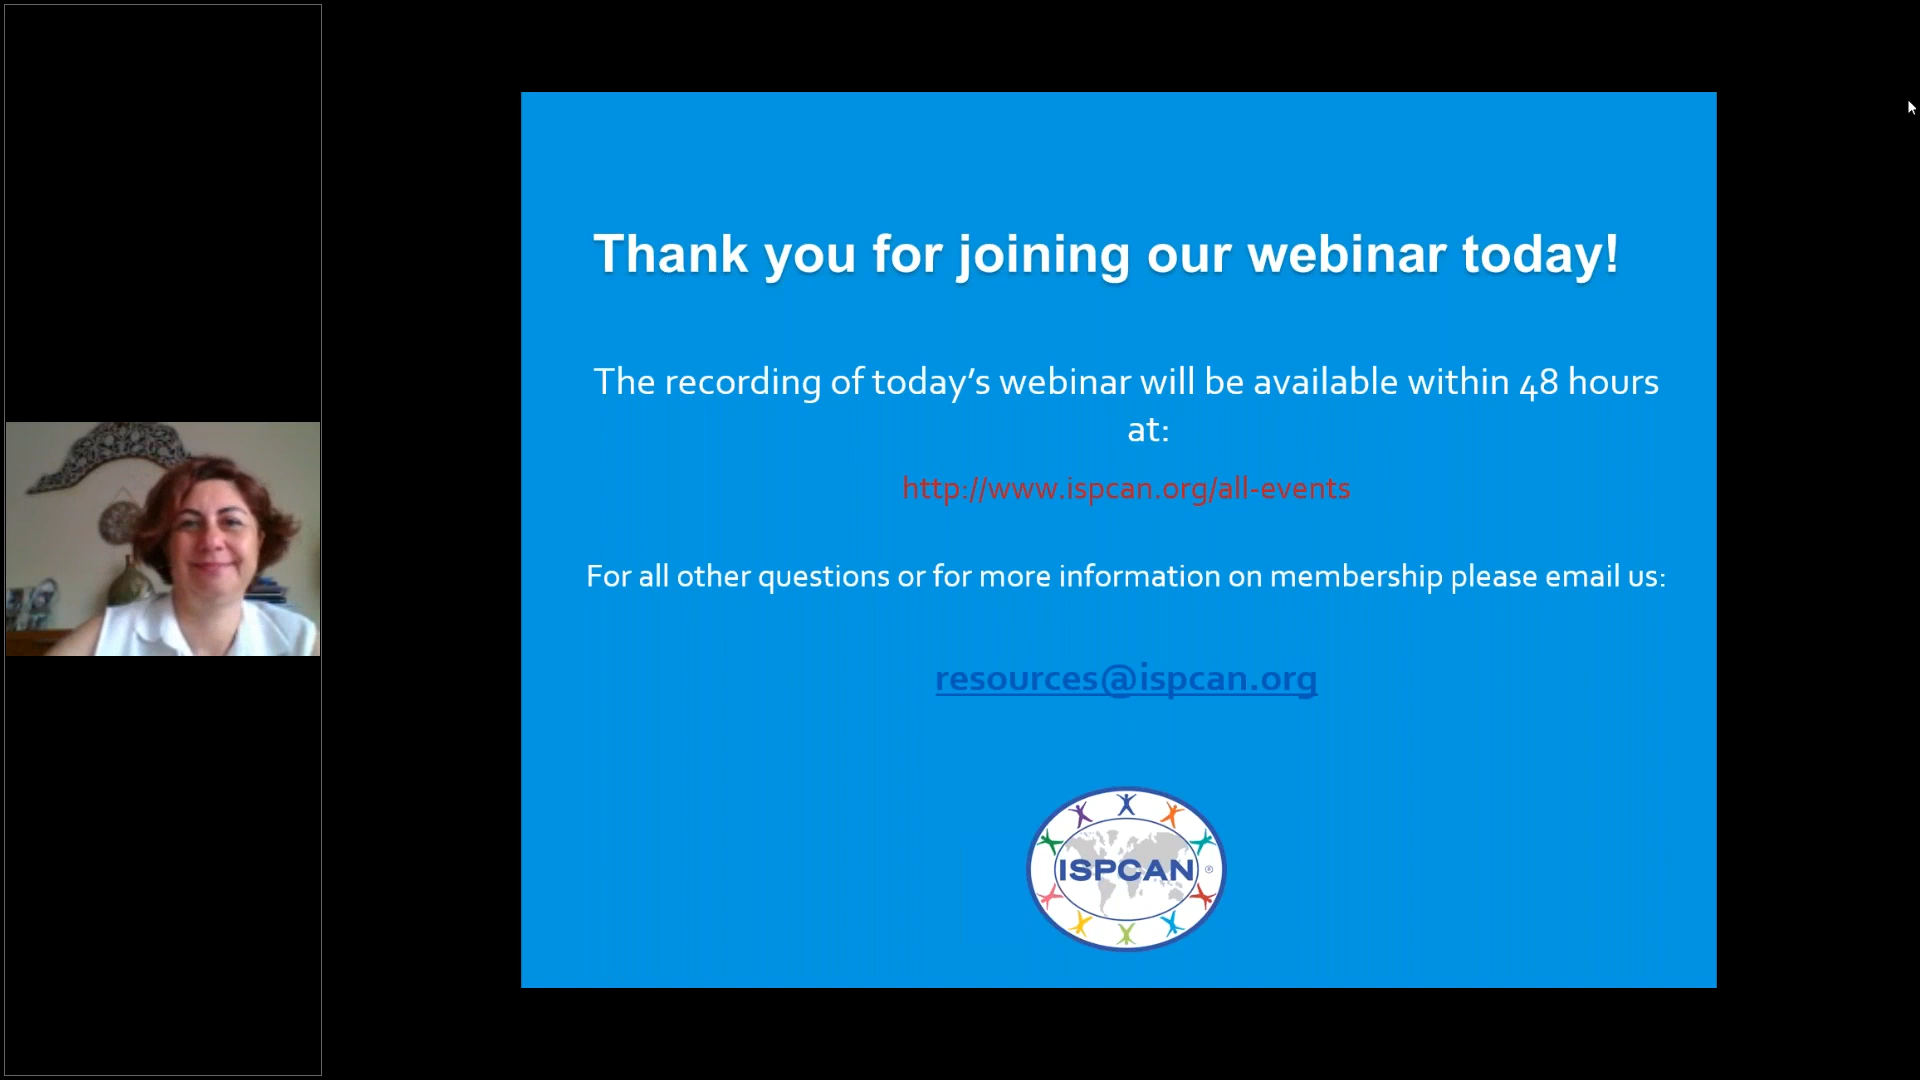 Thank you for joining our webinar today!
The recording of today’s webinar will be available within 48 hours
at:
http://www.ispcan.org/all-events
For all other questions or for more information on membership please email us:
resources@ispcan.org
ISPCAN ®